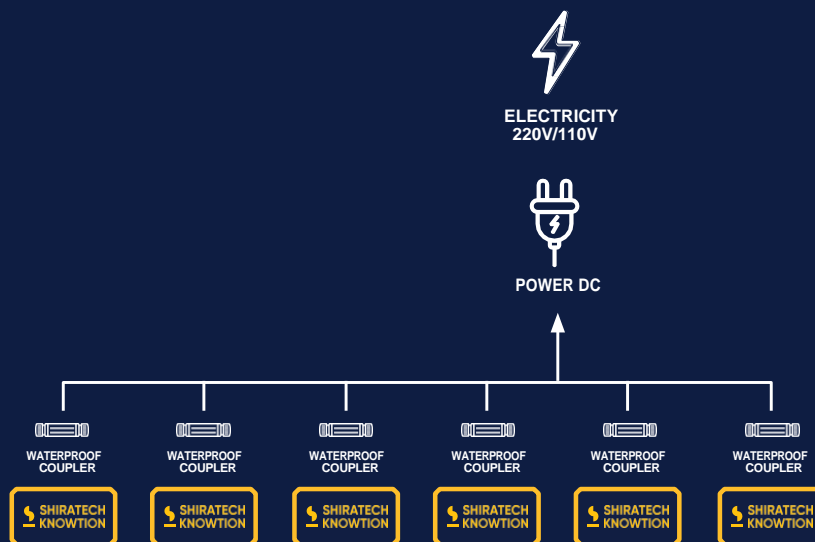 ELECTRICITY
220V/110V
POWER DC
WATERPROOF
COUPLER
WATERPROOF
COUPLER
WATERPROOF
COUPLER
WATERPROOF
COUPLER
WATERPROOF
COUPLER
WATERPROOF
COUPLER
SHIRATECH
KNOWTION
SHIRATECH
KNOWTION
SHIRATECH
KNOWTION
SHIRATECH
KNOWTION
SHIRATECH
KNOWTION
SHIRATECH
KNOWTION